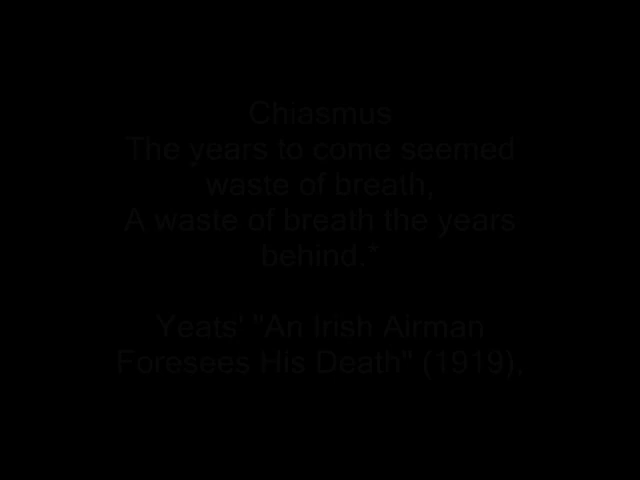 Chiasmus
The years to come seemed
waste of breath,
A waste of breath the years
behind.*
Yeats' "An Irish Airman
Foresees His Death" (1919).